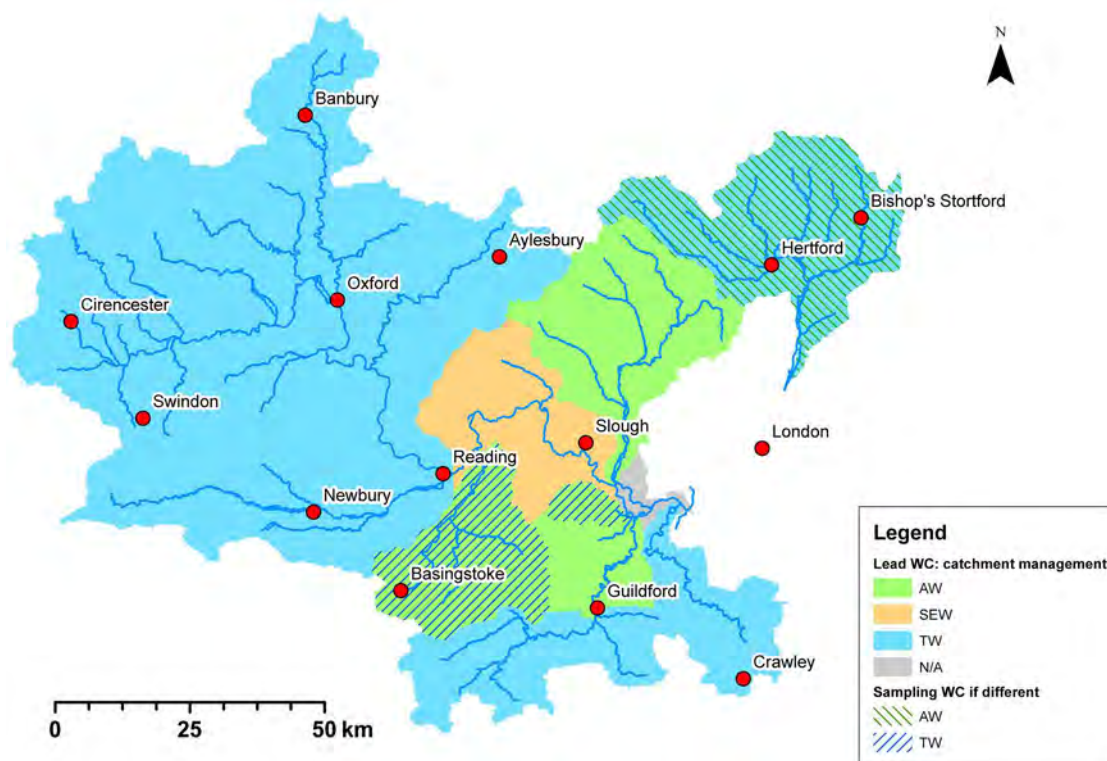 N
Banbury
Bishop's Stortford
Aylesbury
Hertford
Oxford
Cirencester
Swindon
Slough
London
Reading
Newbury
Basingstoke
Guildford
Crawley
0 25 50 km
Legend
Lead WC: catchment management
AW
SEW
TW
N/A
Sampling WC if different
AW
TW